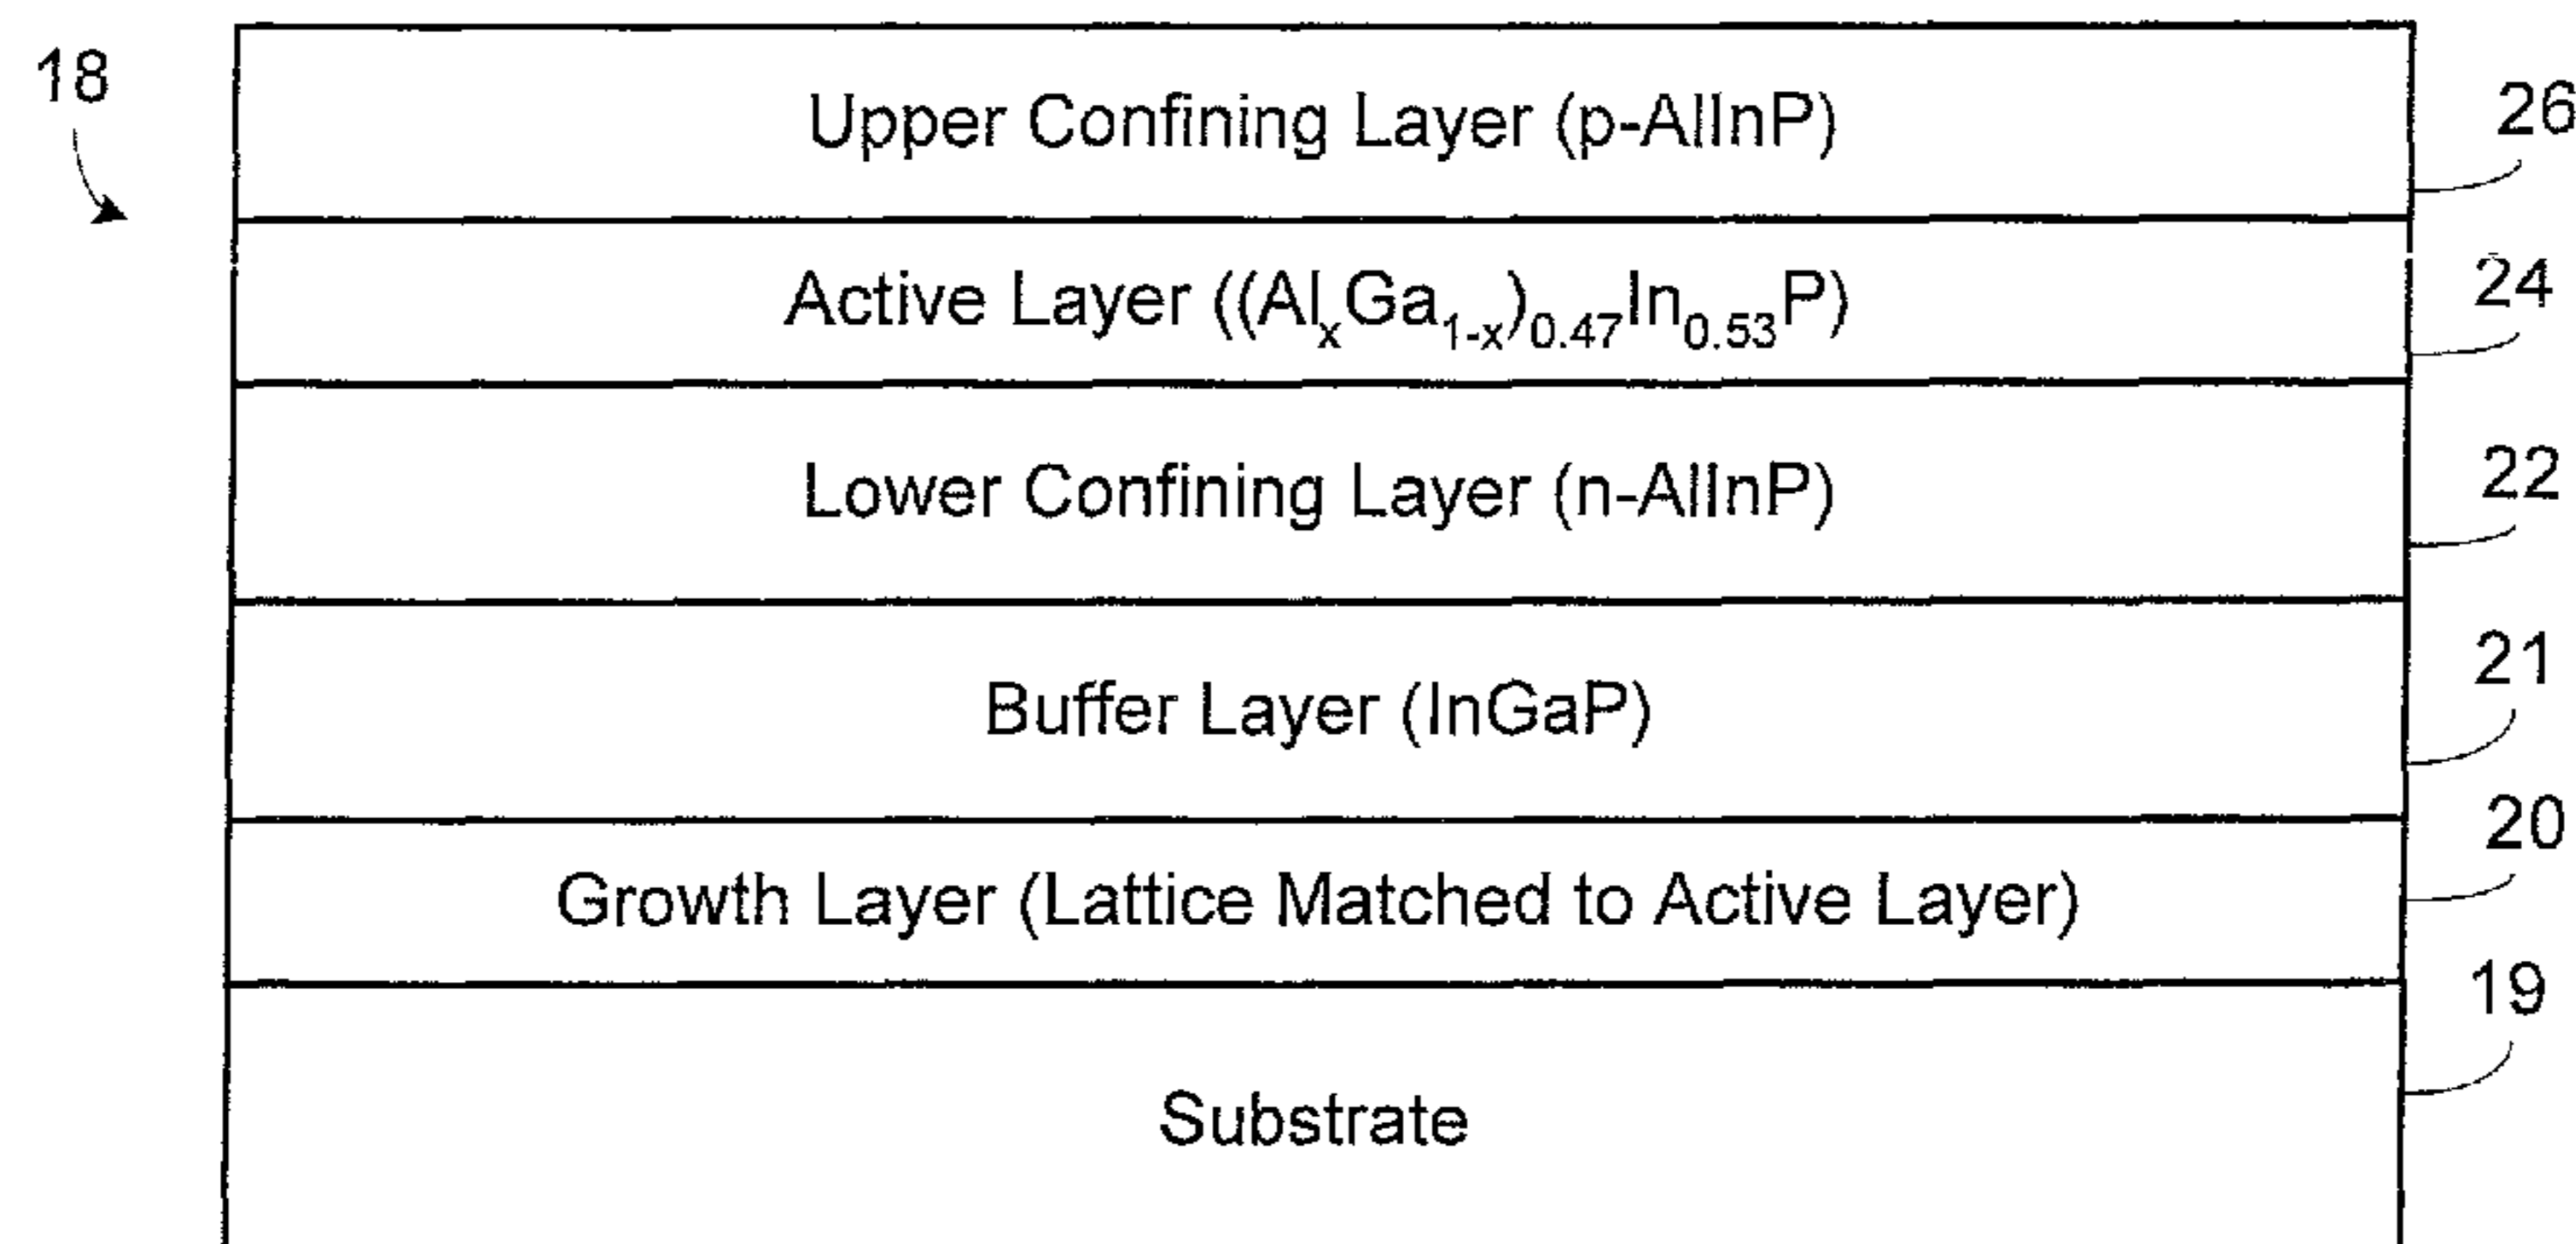 18
Upper Confining Layer (p-AlInP)
26
Active Layer ((AlₓGa₁₋ₓ)₀.₄₇In₀.₅₃P)
24
Lower Confining Layer (n-AlInP)
22
Buffer Layer (InGaP)
21
Growth Layer (Lattice Matched to Active Layer)
20
Substrate
19